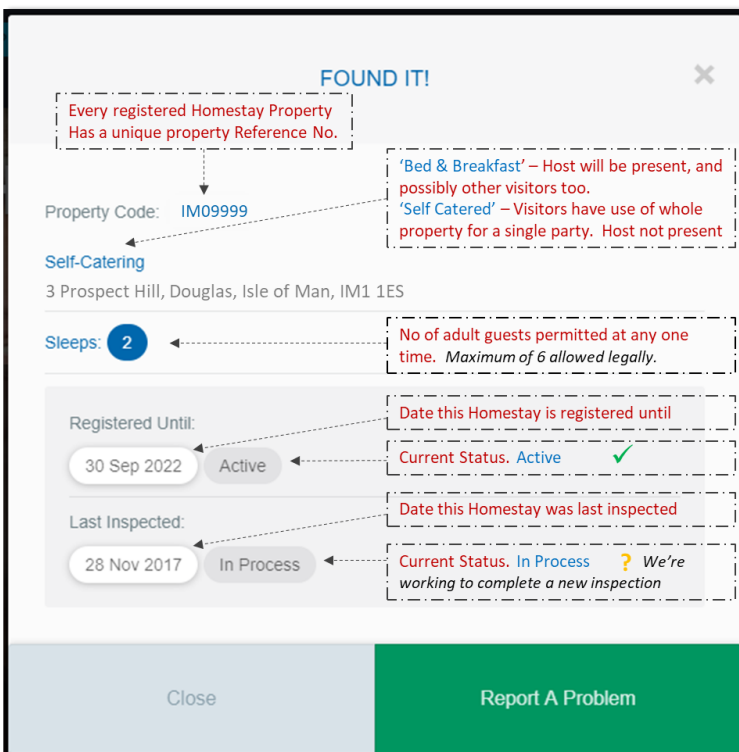 FOUND IT!
×
Every registered Homestay Property
Has a unique property Reference No.
‘Bed & Breakfast’ – Host will be present, and
possibly other visitors too.
‘Self Catered’ – Visitors have use of whole
property for a single party. Host not present
Property Code: IM09999
Self-Catering
3 Prospect Hill, Douglas, Isle of Man, IM1 1ES
Sleeps: 2
No of adult guests permitted at any one
time. Maximum of 6 allowed legally.
Registered Until:
Date this Homestay is registered until
30 Sep 2022 Active
Current Status. Active ✓
Last Inspected:
Date this Homestay was last inspected
28 Nov 2017 In Process
Current Status. In Process ? We’re
working to complete a new inspection
Close
Report A Problem